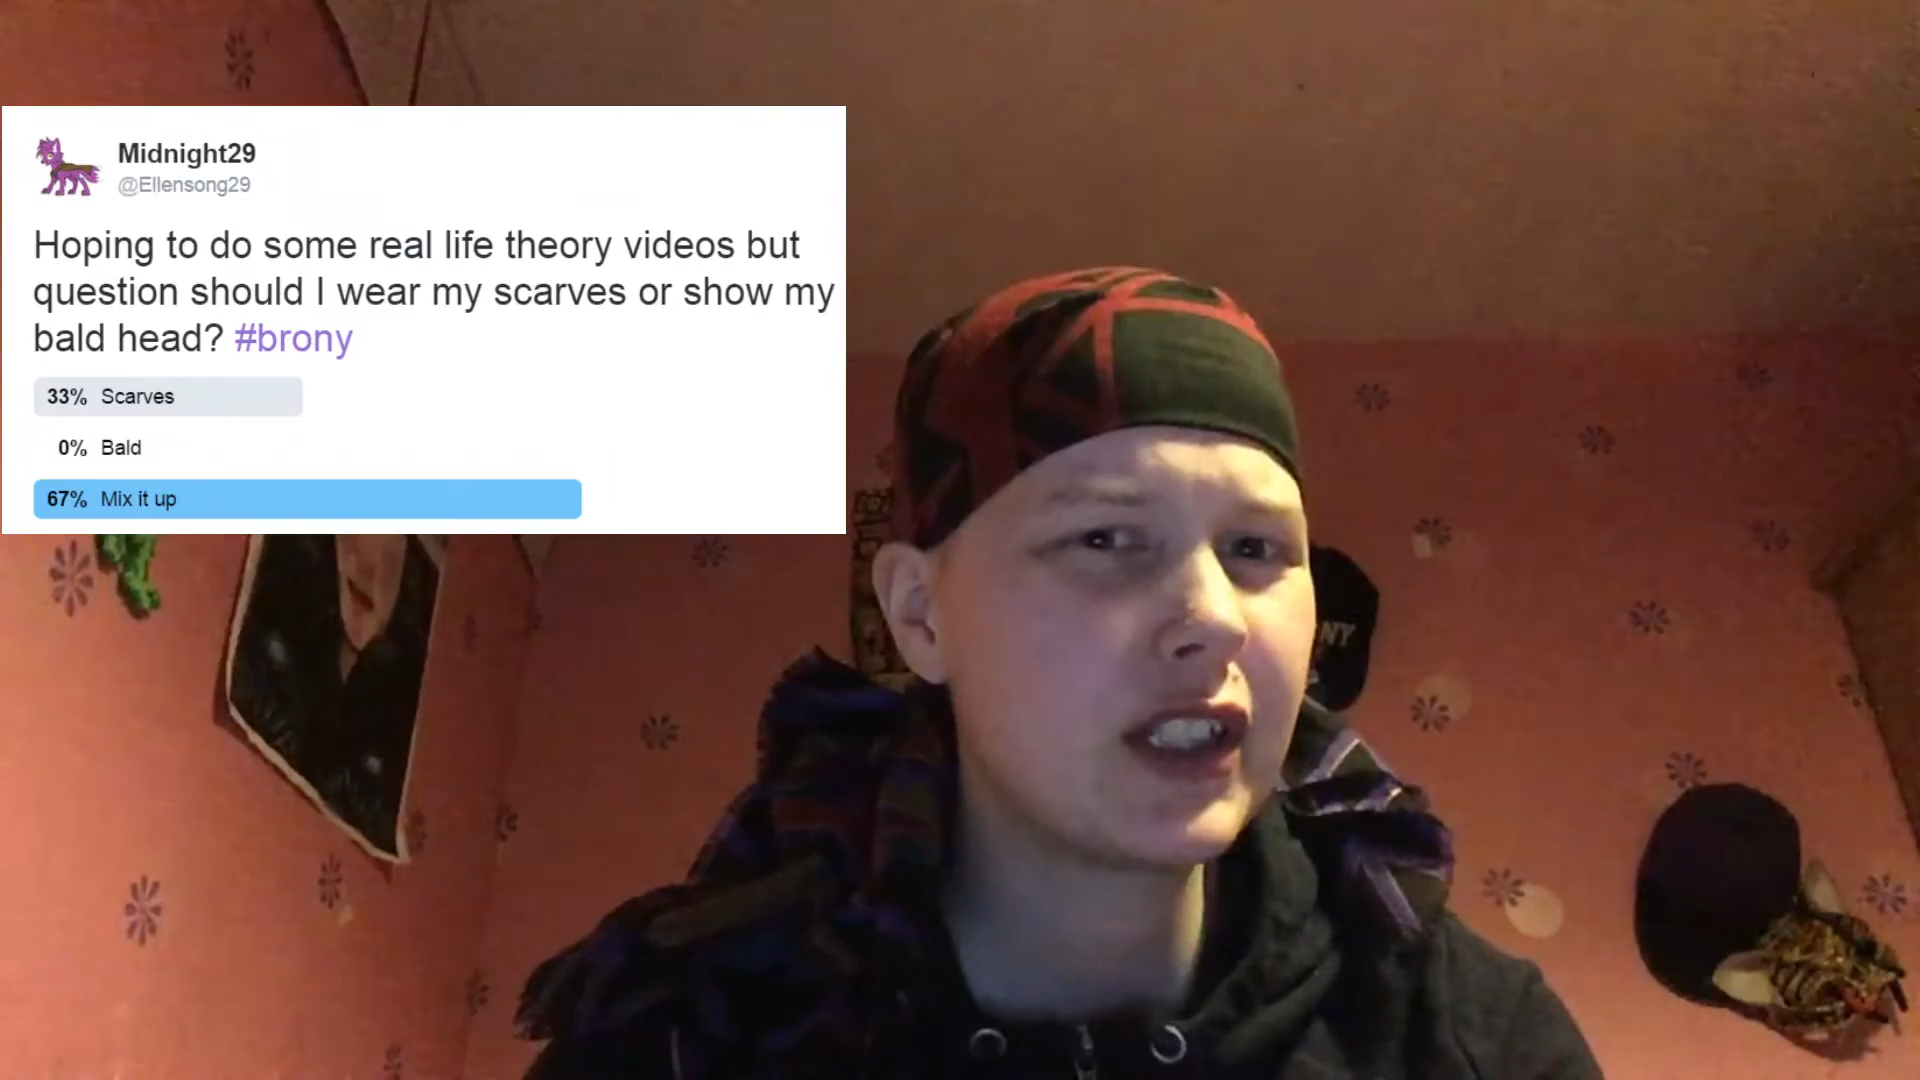 Midnight29
@Ellensong29
Hoping to do some real life theory videos but
question should I wear my scarves or show my
bald head? #brony
33% Scarves
0% Bald
67% Mix it up
NY